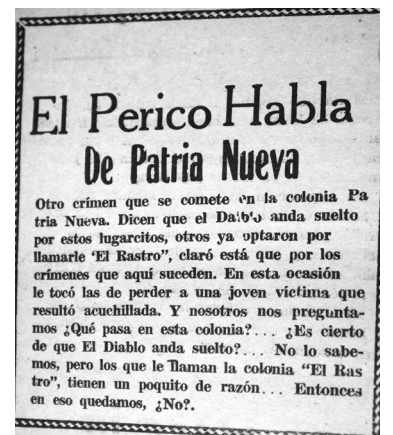 El Perico Habla
De Patria Nueva
Otro crímen que se comete en la colonia Pa
tria Nueva. Dicen que el Daiblo anda suelto
por estos lugarcitos, otros ya optaron por
llamarle ‘El Rastro”, claró está que por los
crímenes que aquí suceden. En esta ocasión
le tocó las de perder a una joven víctima que
resultó acuchillada. Y nosotros nos pregunta-
mos ¿Qué pasa en esta colonia?... ¿Es cierto
de que El Diablo anda suelto?... No lo sabe-
mos, pero los que le llaman la colonia “El Ras
tro”, tienen un poquito de razón... Entonces
en eso quedamos, ¿No?.